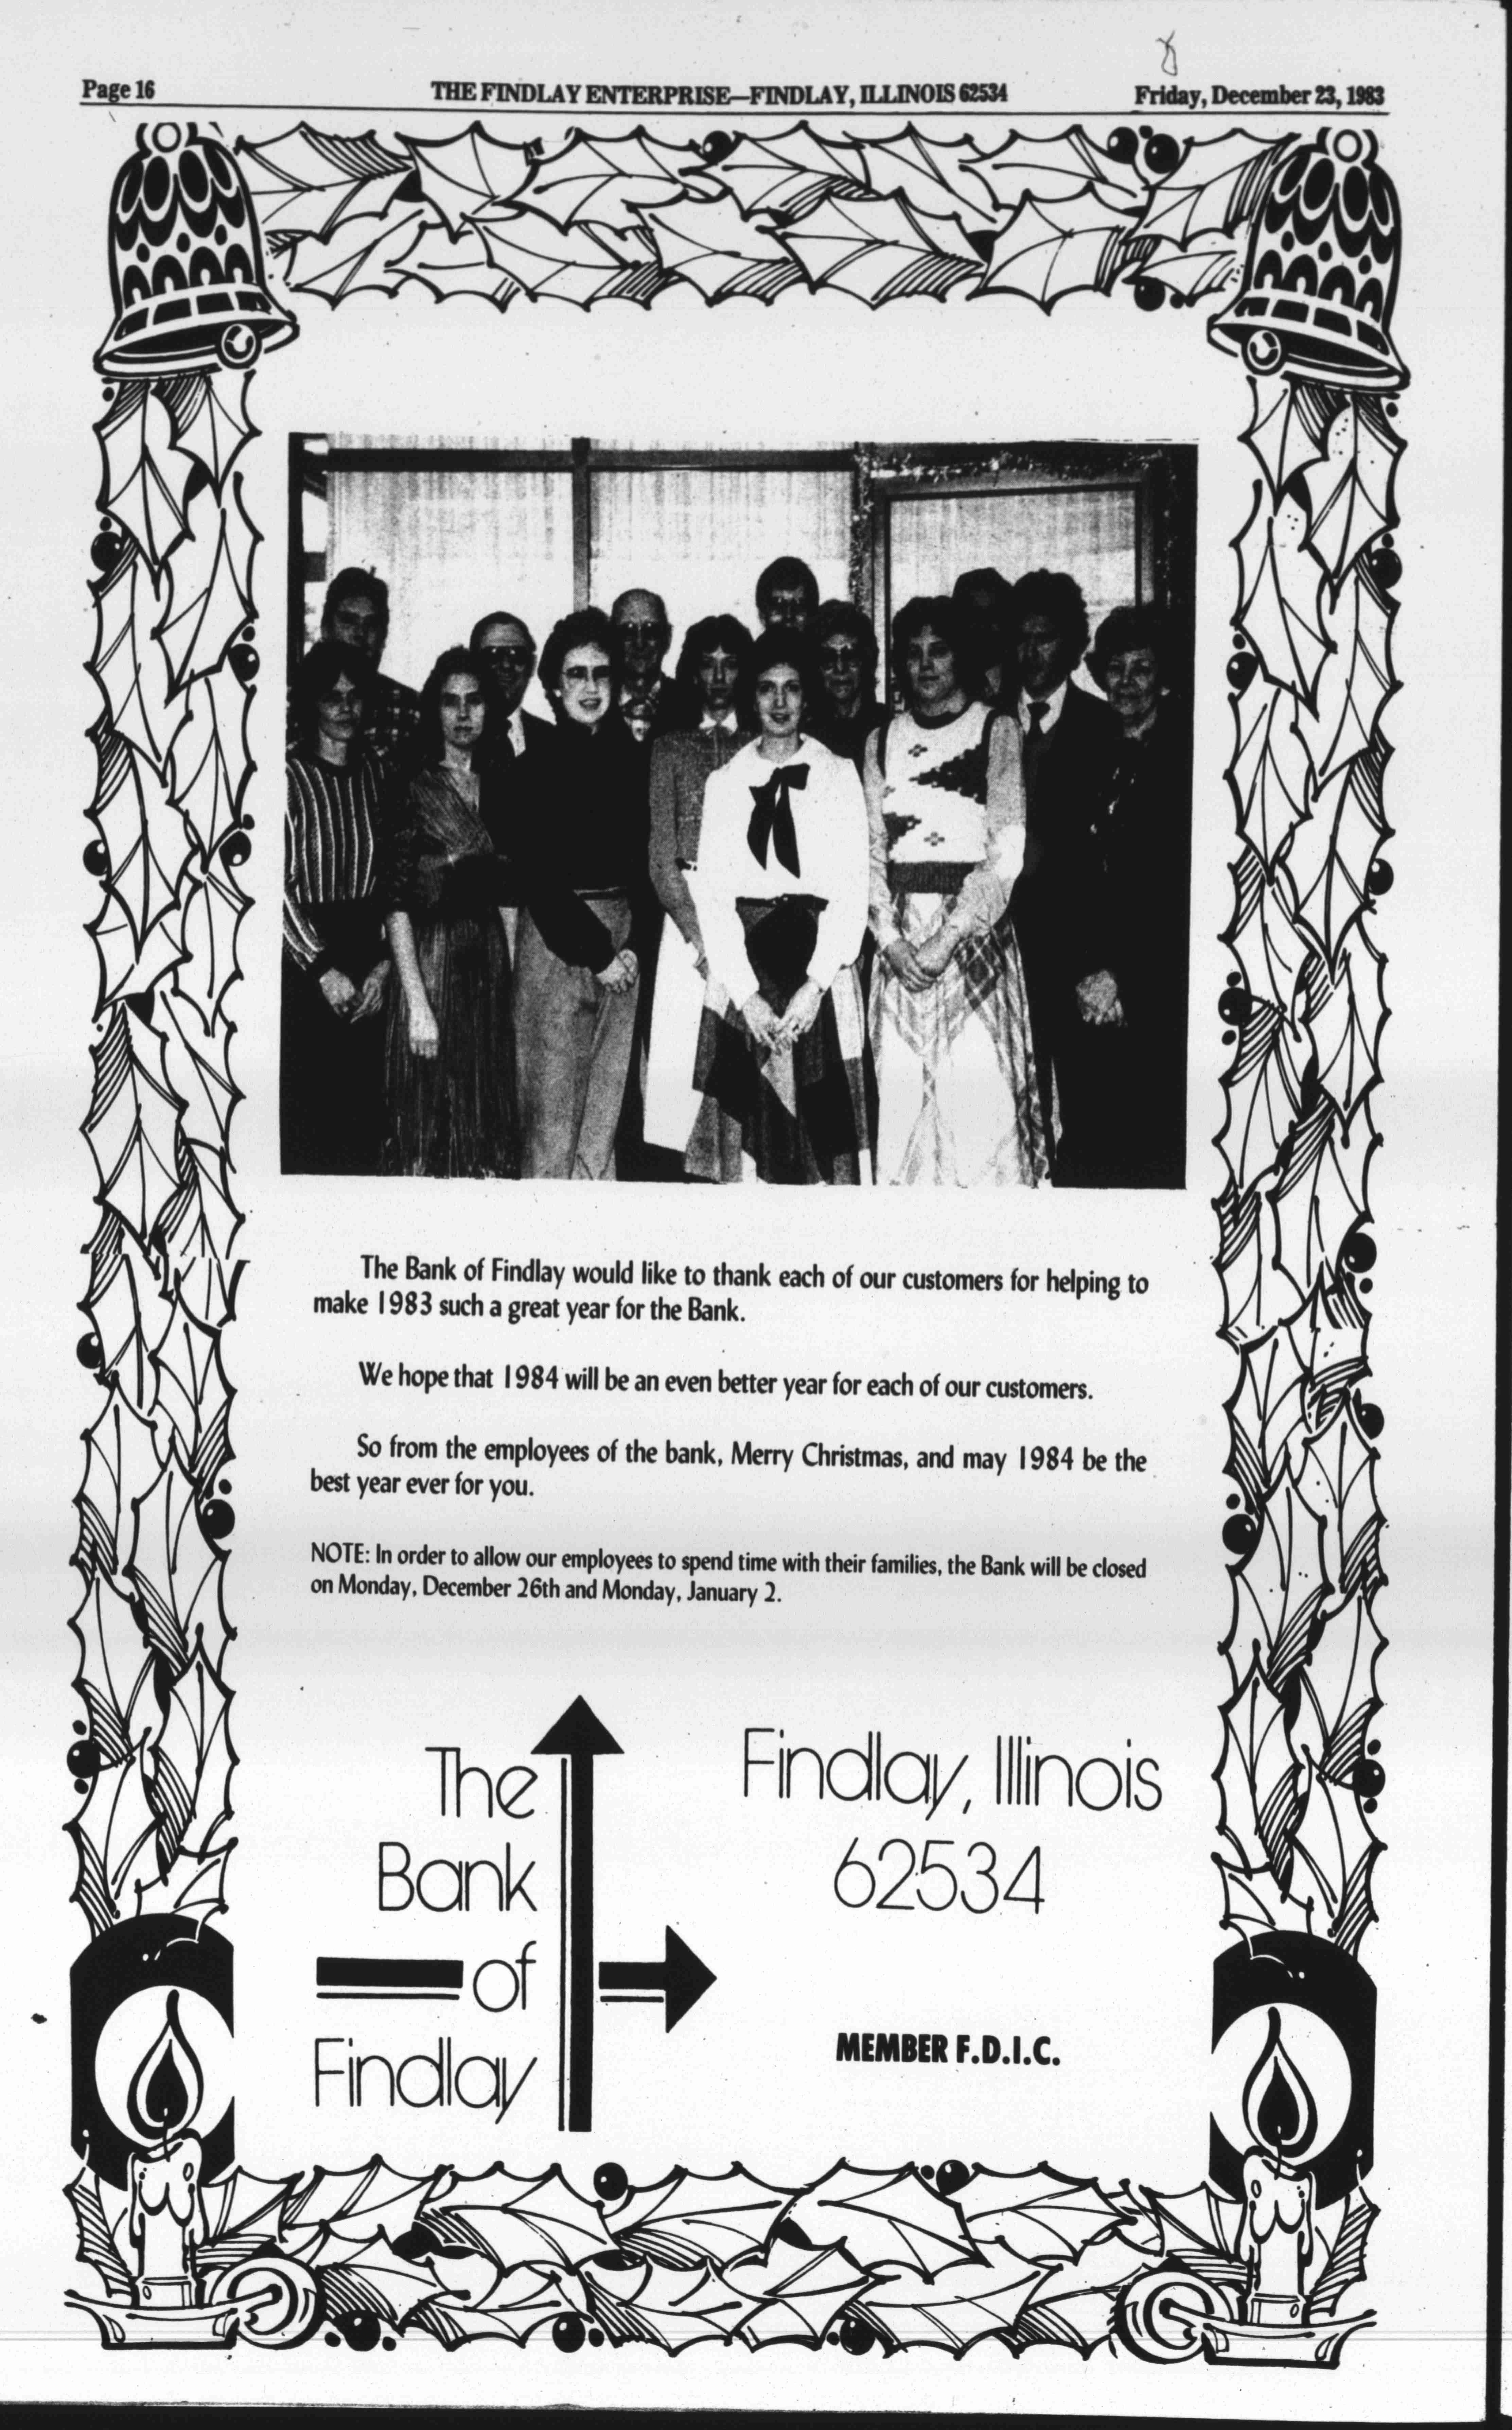 Page 16
THE FINDLAY ENTERPRISE—FINDLAY, ILLINOIS 62534
Friday, December 23, 1983
The Bank of Findlay would like to thank each of our customers for helping to
make 1983 such a great year for the Bank.
We hope that 1984 will be an even better year for each of our customers.
So from the employees of the bank, Merry Christmas, and may 1984 be the
best year ever for you.
NOTE: In order to allow our employees to spend time with their families, the Bank will be closed
on Monday, December 26th and Monday, January 2.
The
Bank
of
Findlay
Findlay, Illinois
62534
MEMBER F.D.I.C.